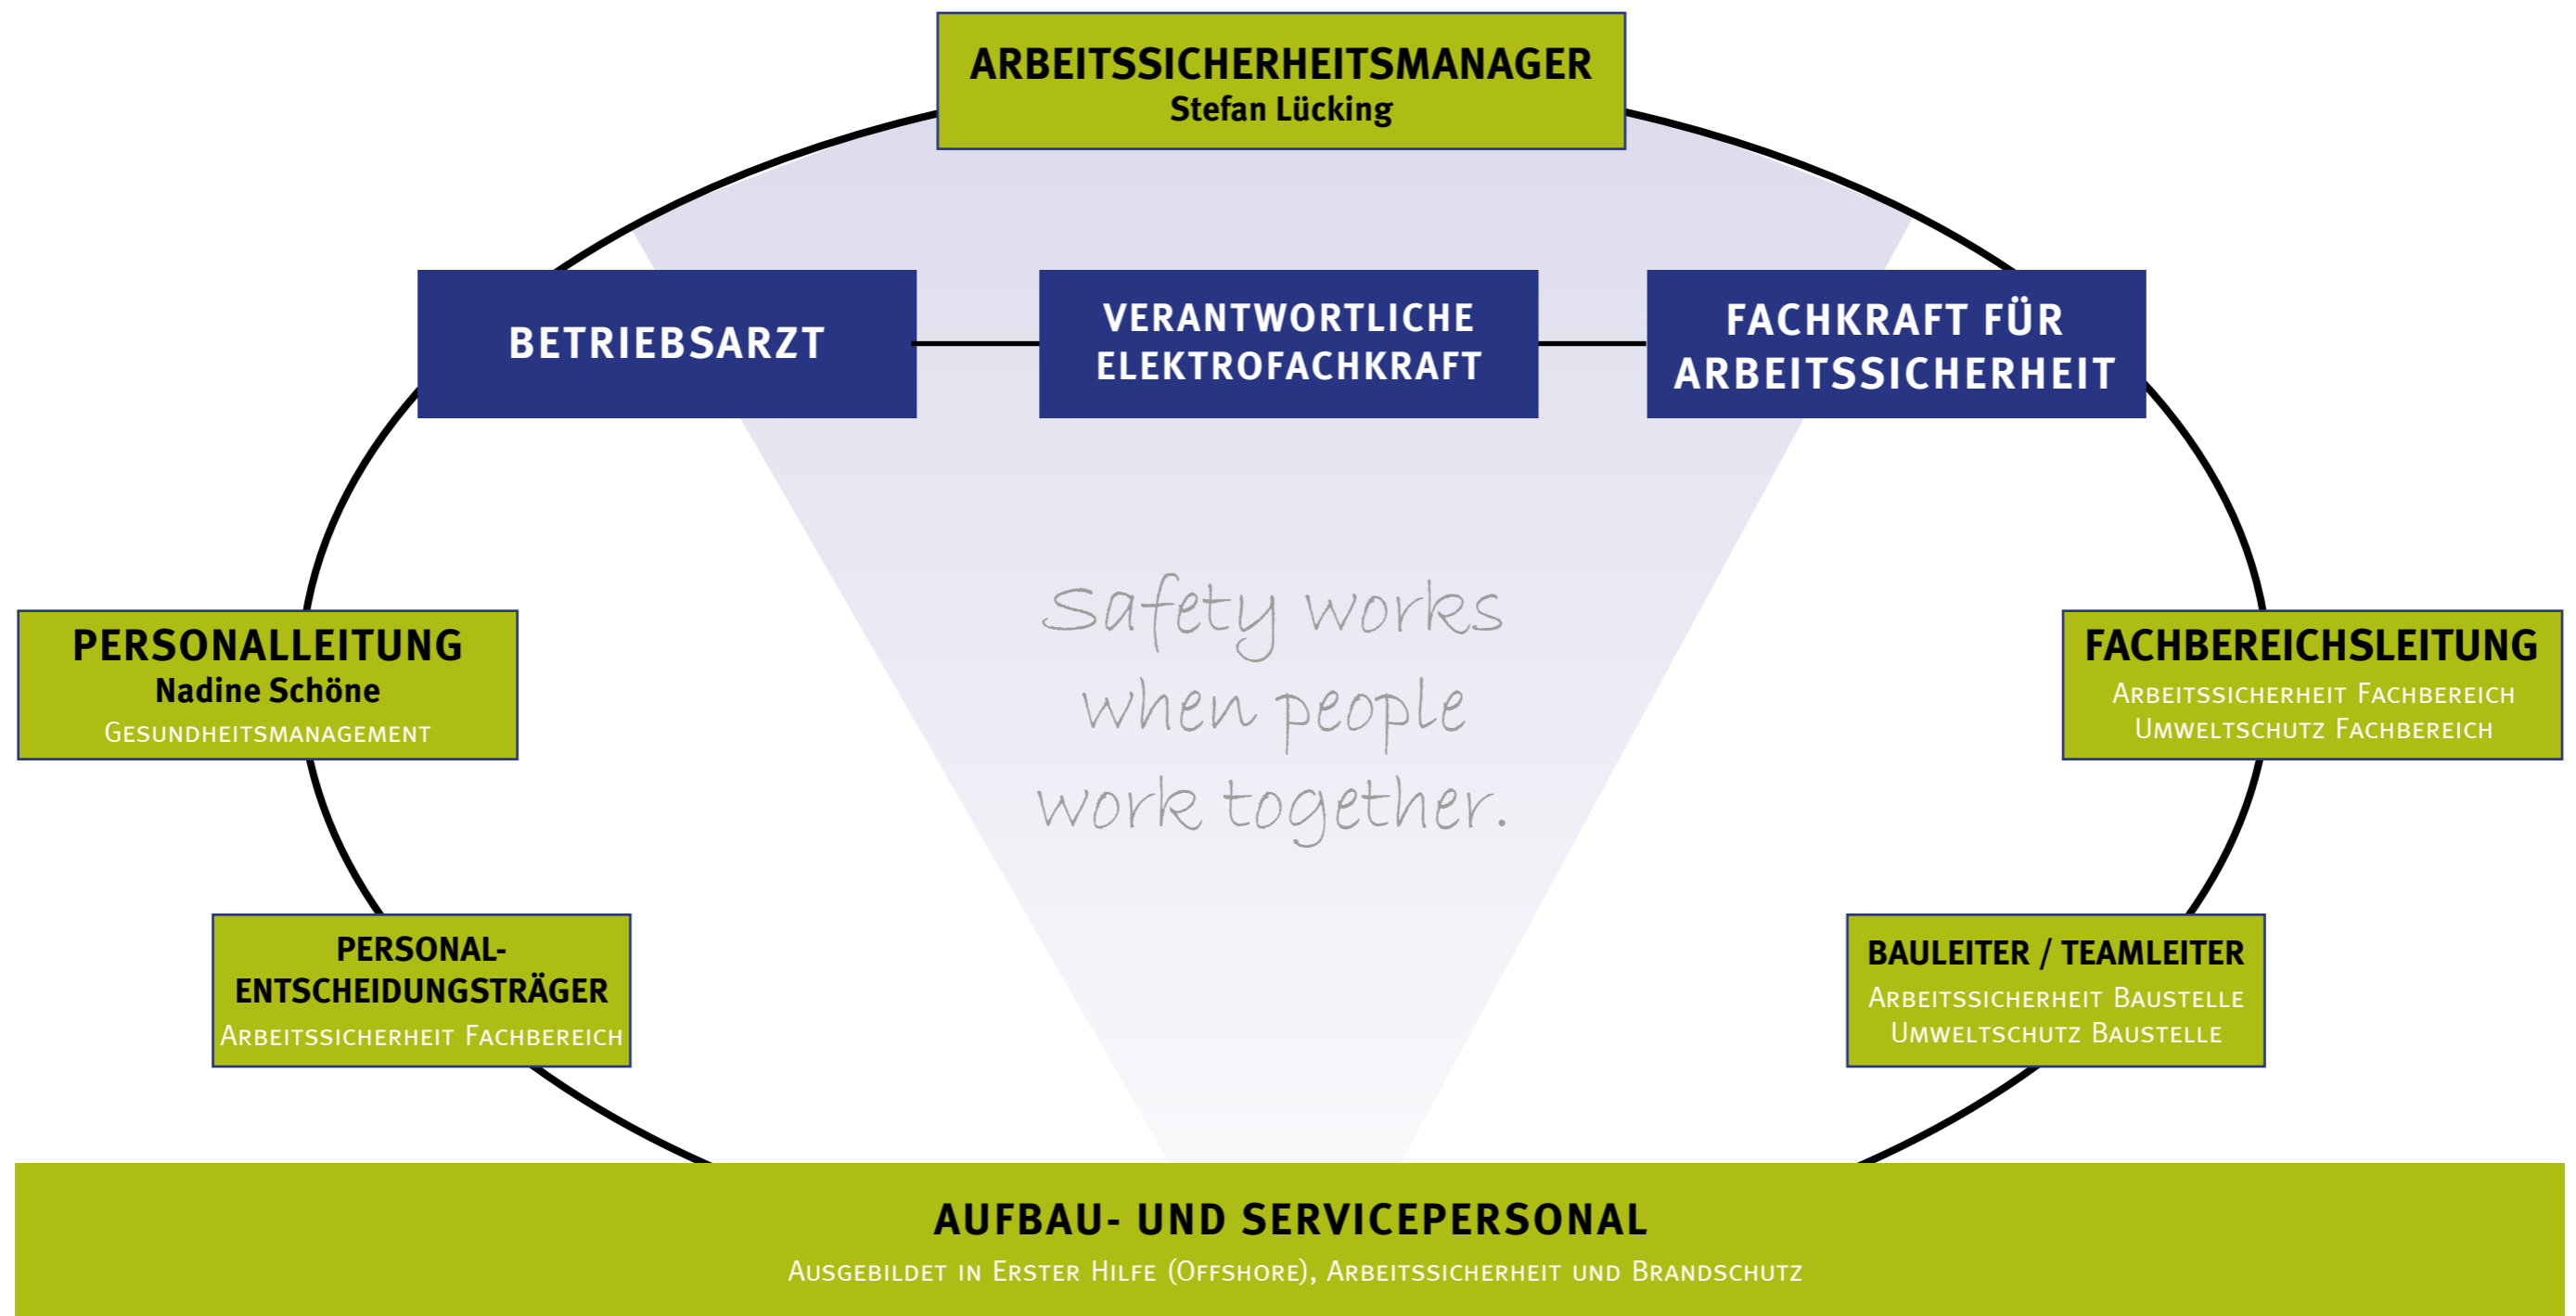 ARBEITSSICHERHEITSMANAGER
Stefan Lücking
BETRIEBSARZT
VERANTWORTLICHE
ELEKTROFACHKRAFT
FACHKRAFT FÜR
ARBEITSSICHERHEIT
Safety works
when people
work together.
PERSONALLEITUNG
Nadine Schöne
GESUNDHEITSMANAGEMENT
FACHBEREICHSLEITUNG
ARBEITSSICHERHEIT FACHBEREICH
UMWELTSCHUTZ FACHBEREICH
PERSONAL-
ENTSCHEIDUNGSTRÄGER
ARBEITSSICHERHEIT FACHBEREICH
BAULEITER / TEAMLEITER
ARBEITSSICHERHEIT BAUSTELLE
UMWELTSCHUTZ BAUSTELLE
AUFBAU- UND SERVICEPERSONAL
AUSGEBILDET IN ERSTER HILFE (OFFSHORE), ARBEITSSICHERHEIT UND BRANDSCHUTZ